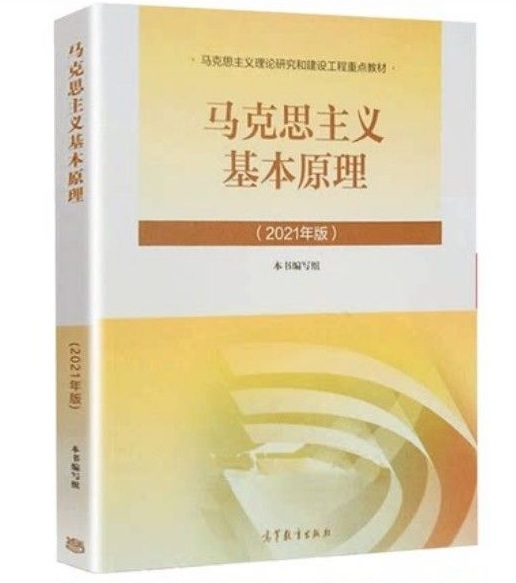 · 马克思主义理论研究和建设工程重点教材 ·
马克思主义
基本原理
（2021年版）
本书编写组
高等教育出版社
马克思主义基本原理
（2021年版）
本书编写组